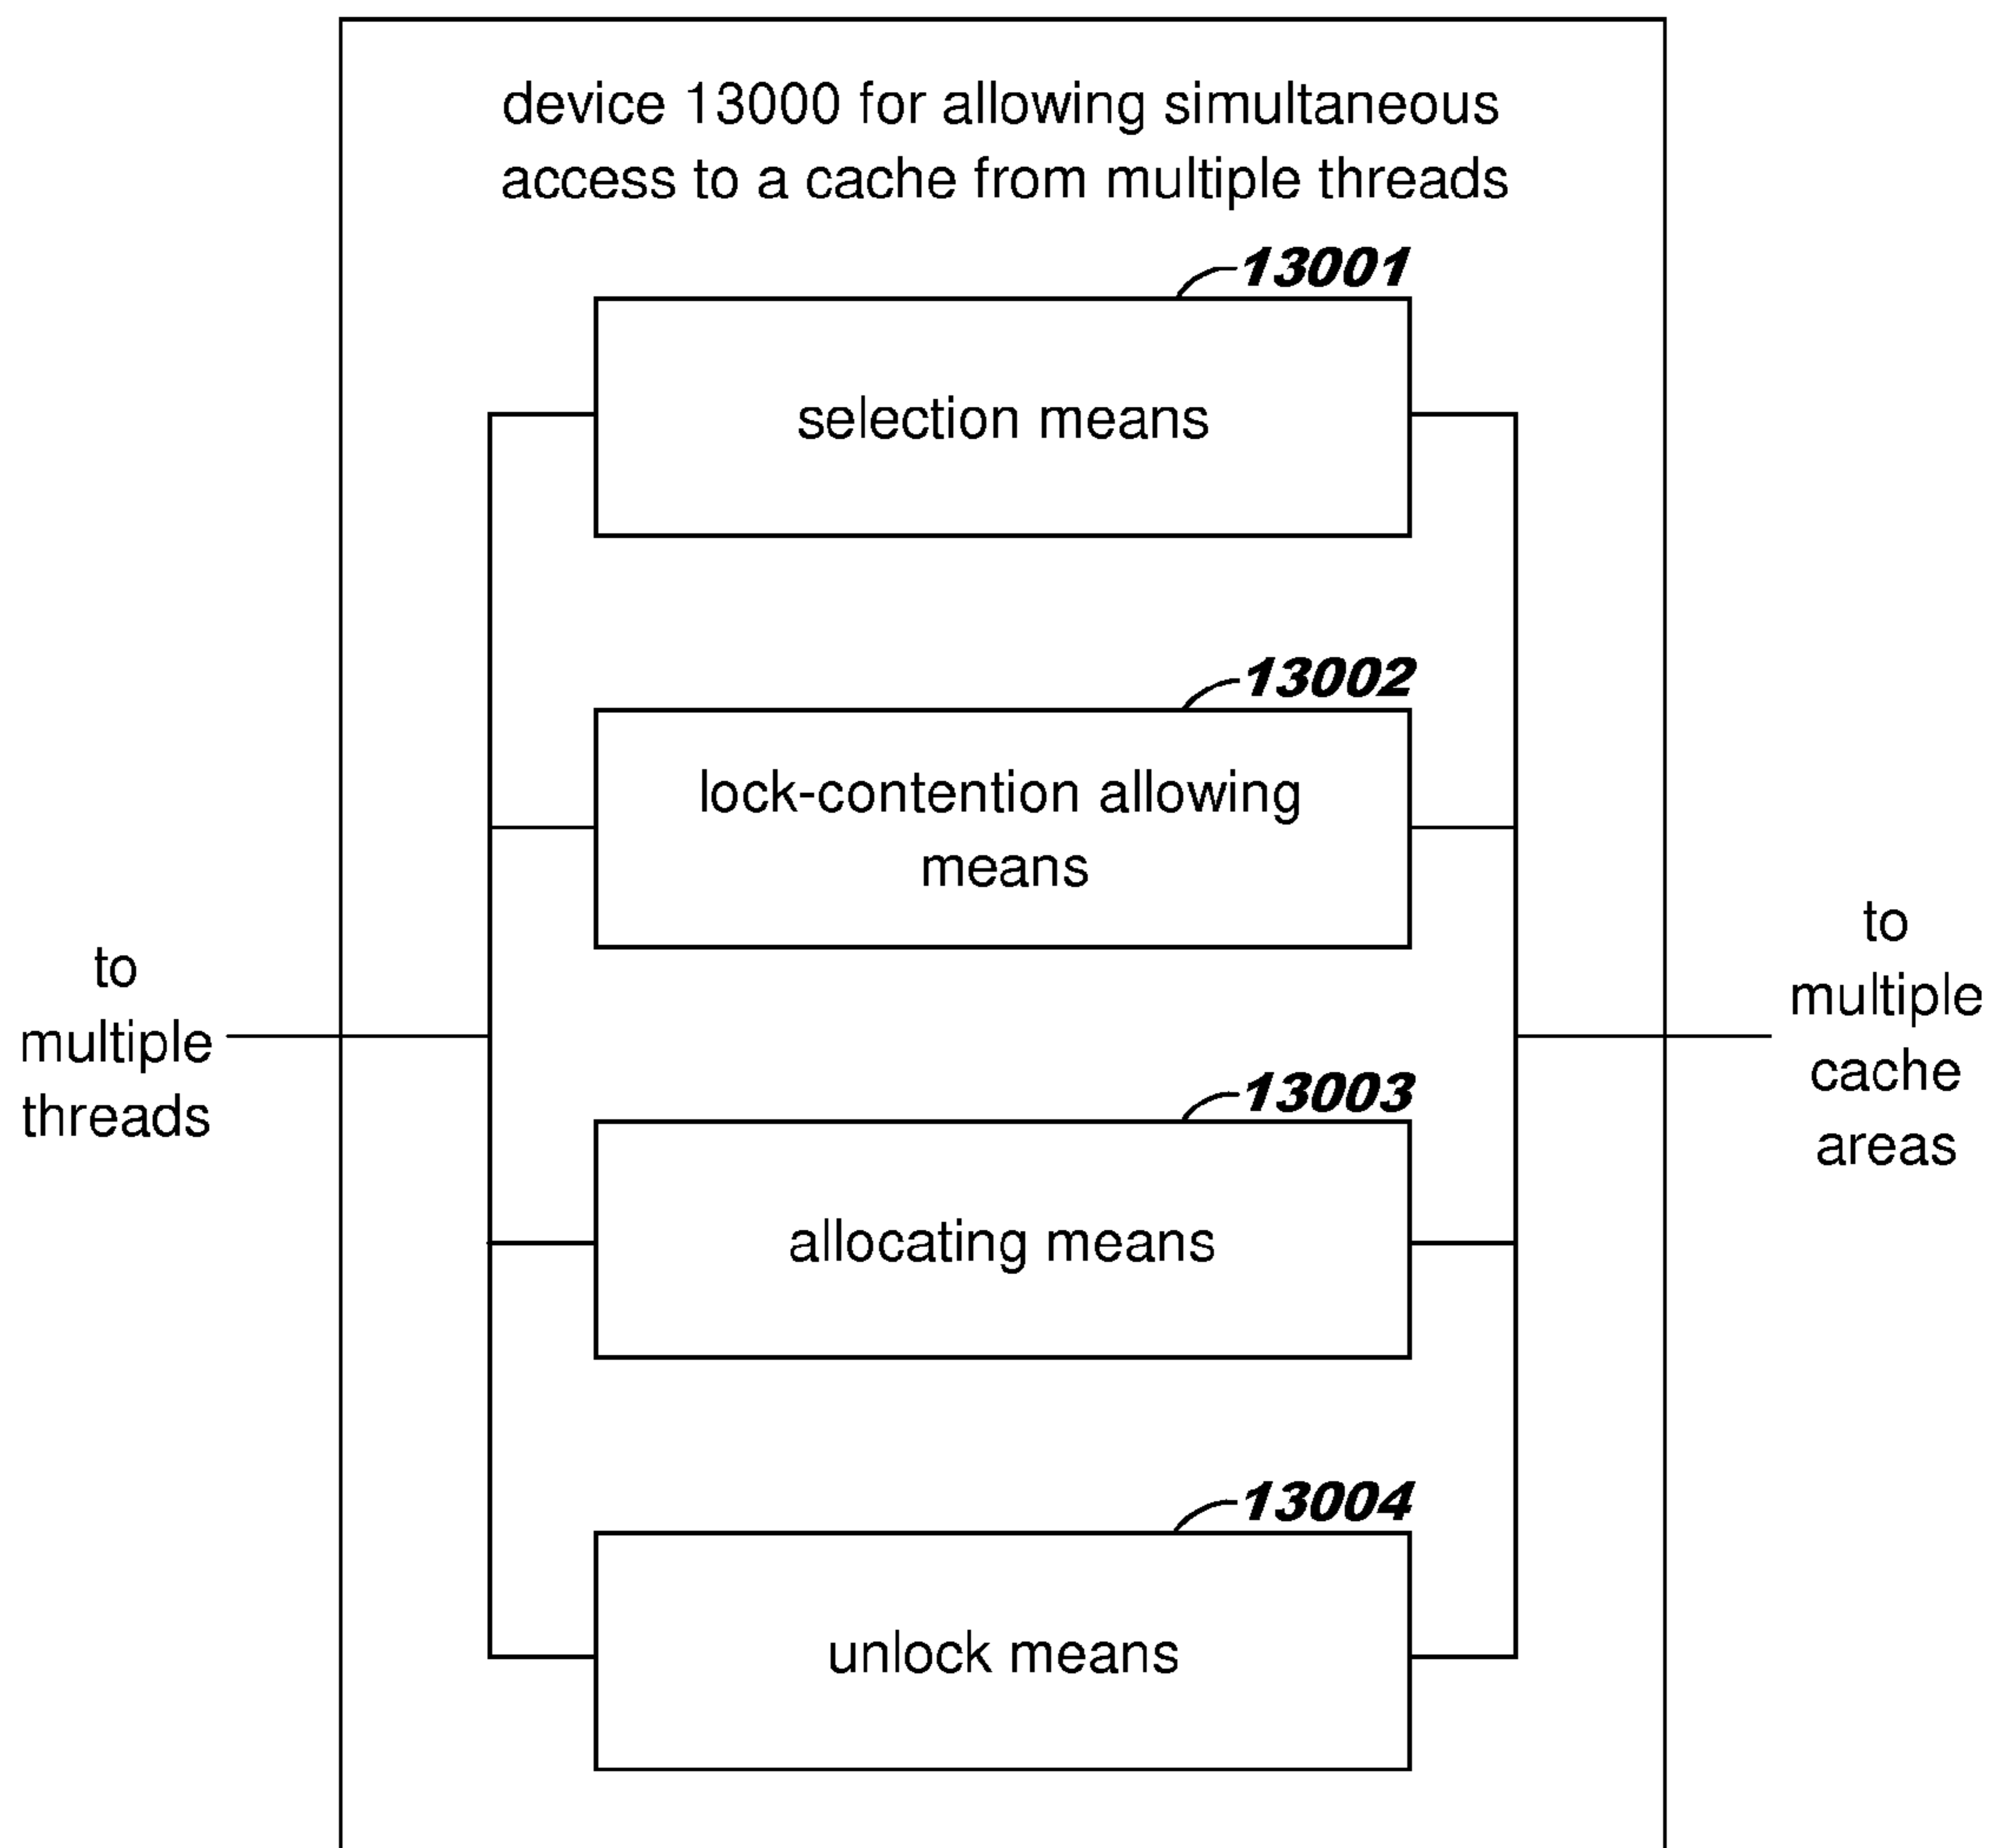 device 13000 for allowing simultaneous
access to a cache from multiple threads
13001
selection means
13002
lock-contention allowing
means
to
multiple
threads
to
multiple
cache
areas
13003
allocating means
13004
unlock means